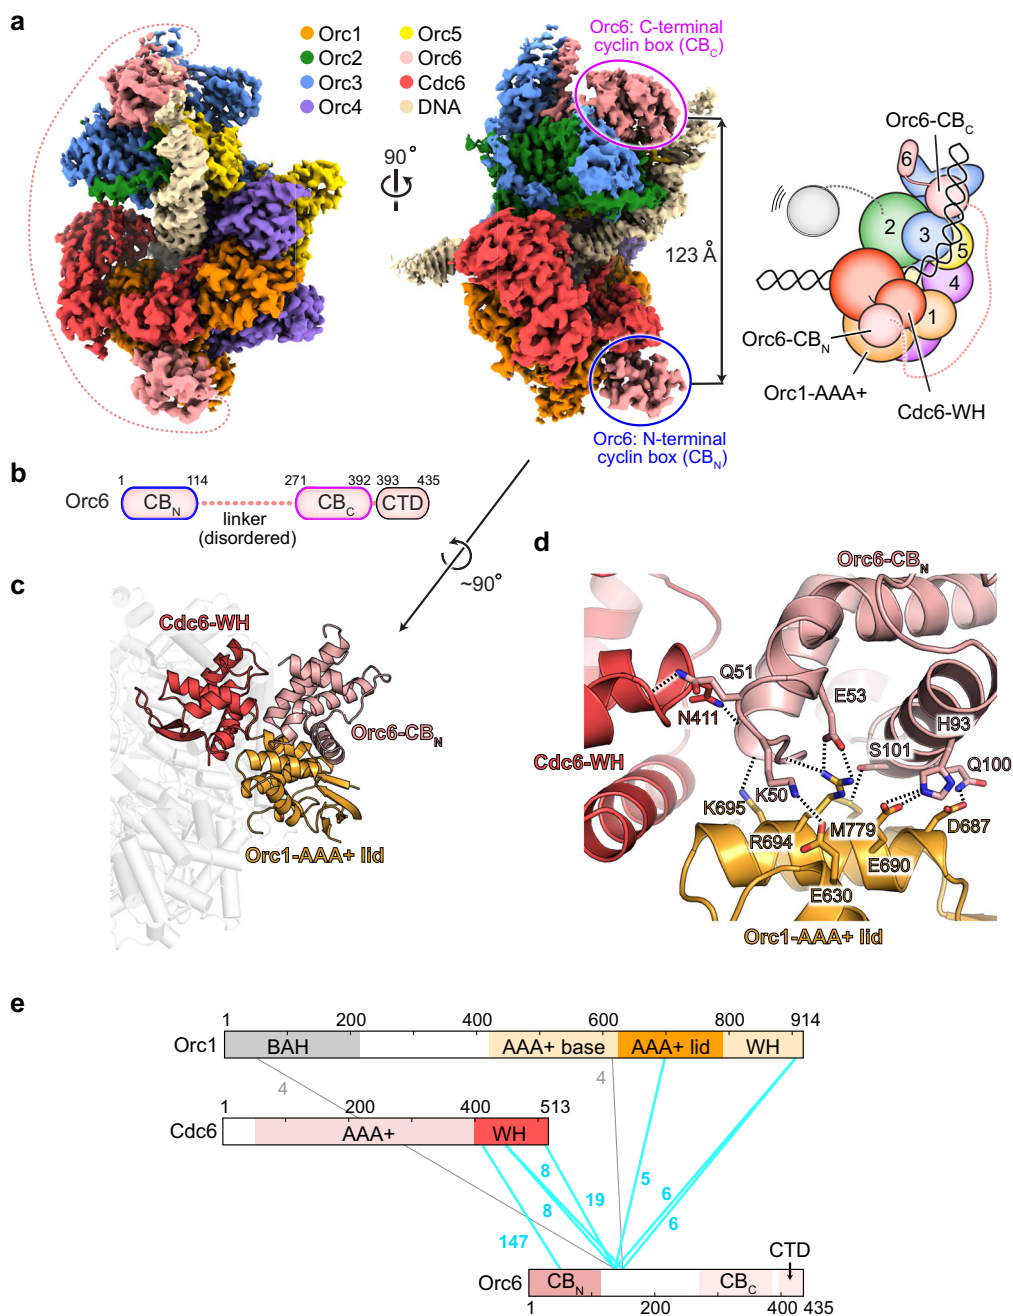 a
Orc1
Orc2
Orc3
Orc4
Orc5
Orc6
Cdc6
DNA
Orc6: C-terminal
cyclin box (CBC)
90°
123 Å
Orc6: N-terminal
cyclin box (CBN)
Orc6-CBC
6
2
3
5
4
1
Orc6-CBN
Orc1-AAA+
Cdc6-WH
b
1 114 271 392 393 435
Orc6 CBN CBC CTD
linker
(disordered)
~90°
c
Cdc6-WH
Orc6-CBN
Orc1-AAA+ lid
d
Orc6-CBN
Q51
E53
N411
H93
S101
Q100
Cdc6-WH
K50
K695
M779
D687
R694
E690
E630
Orc1-AAA+ lid
e
1 200 400 600 800 914
Orc1 BAH AAA+ base AAA+ lid WH
4 4
1 200 400 513
Cdc6 AAA+ WH
8 5
19 6
8 6
147
CTD
Orc6 CBN CBC
1 200 400 435